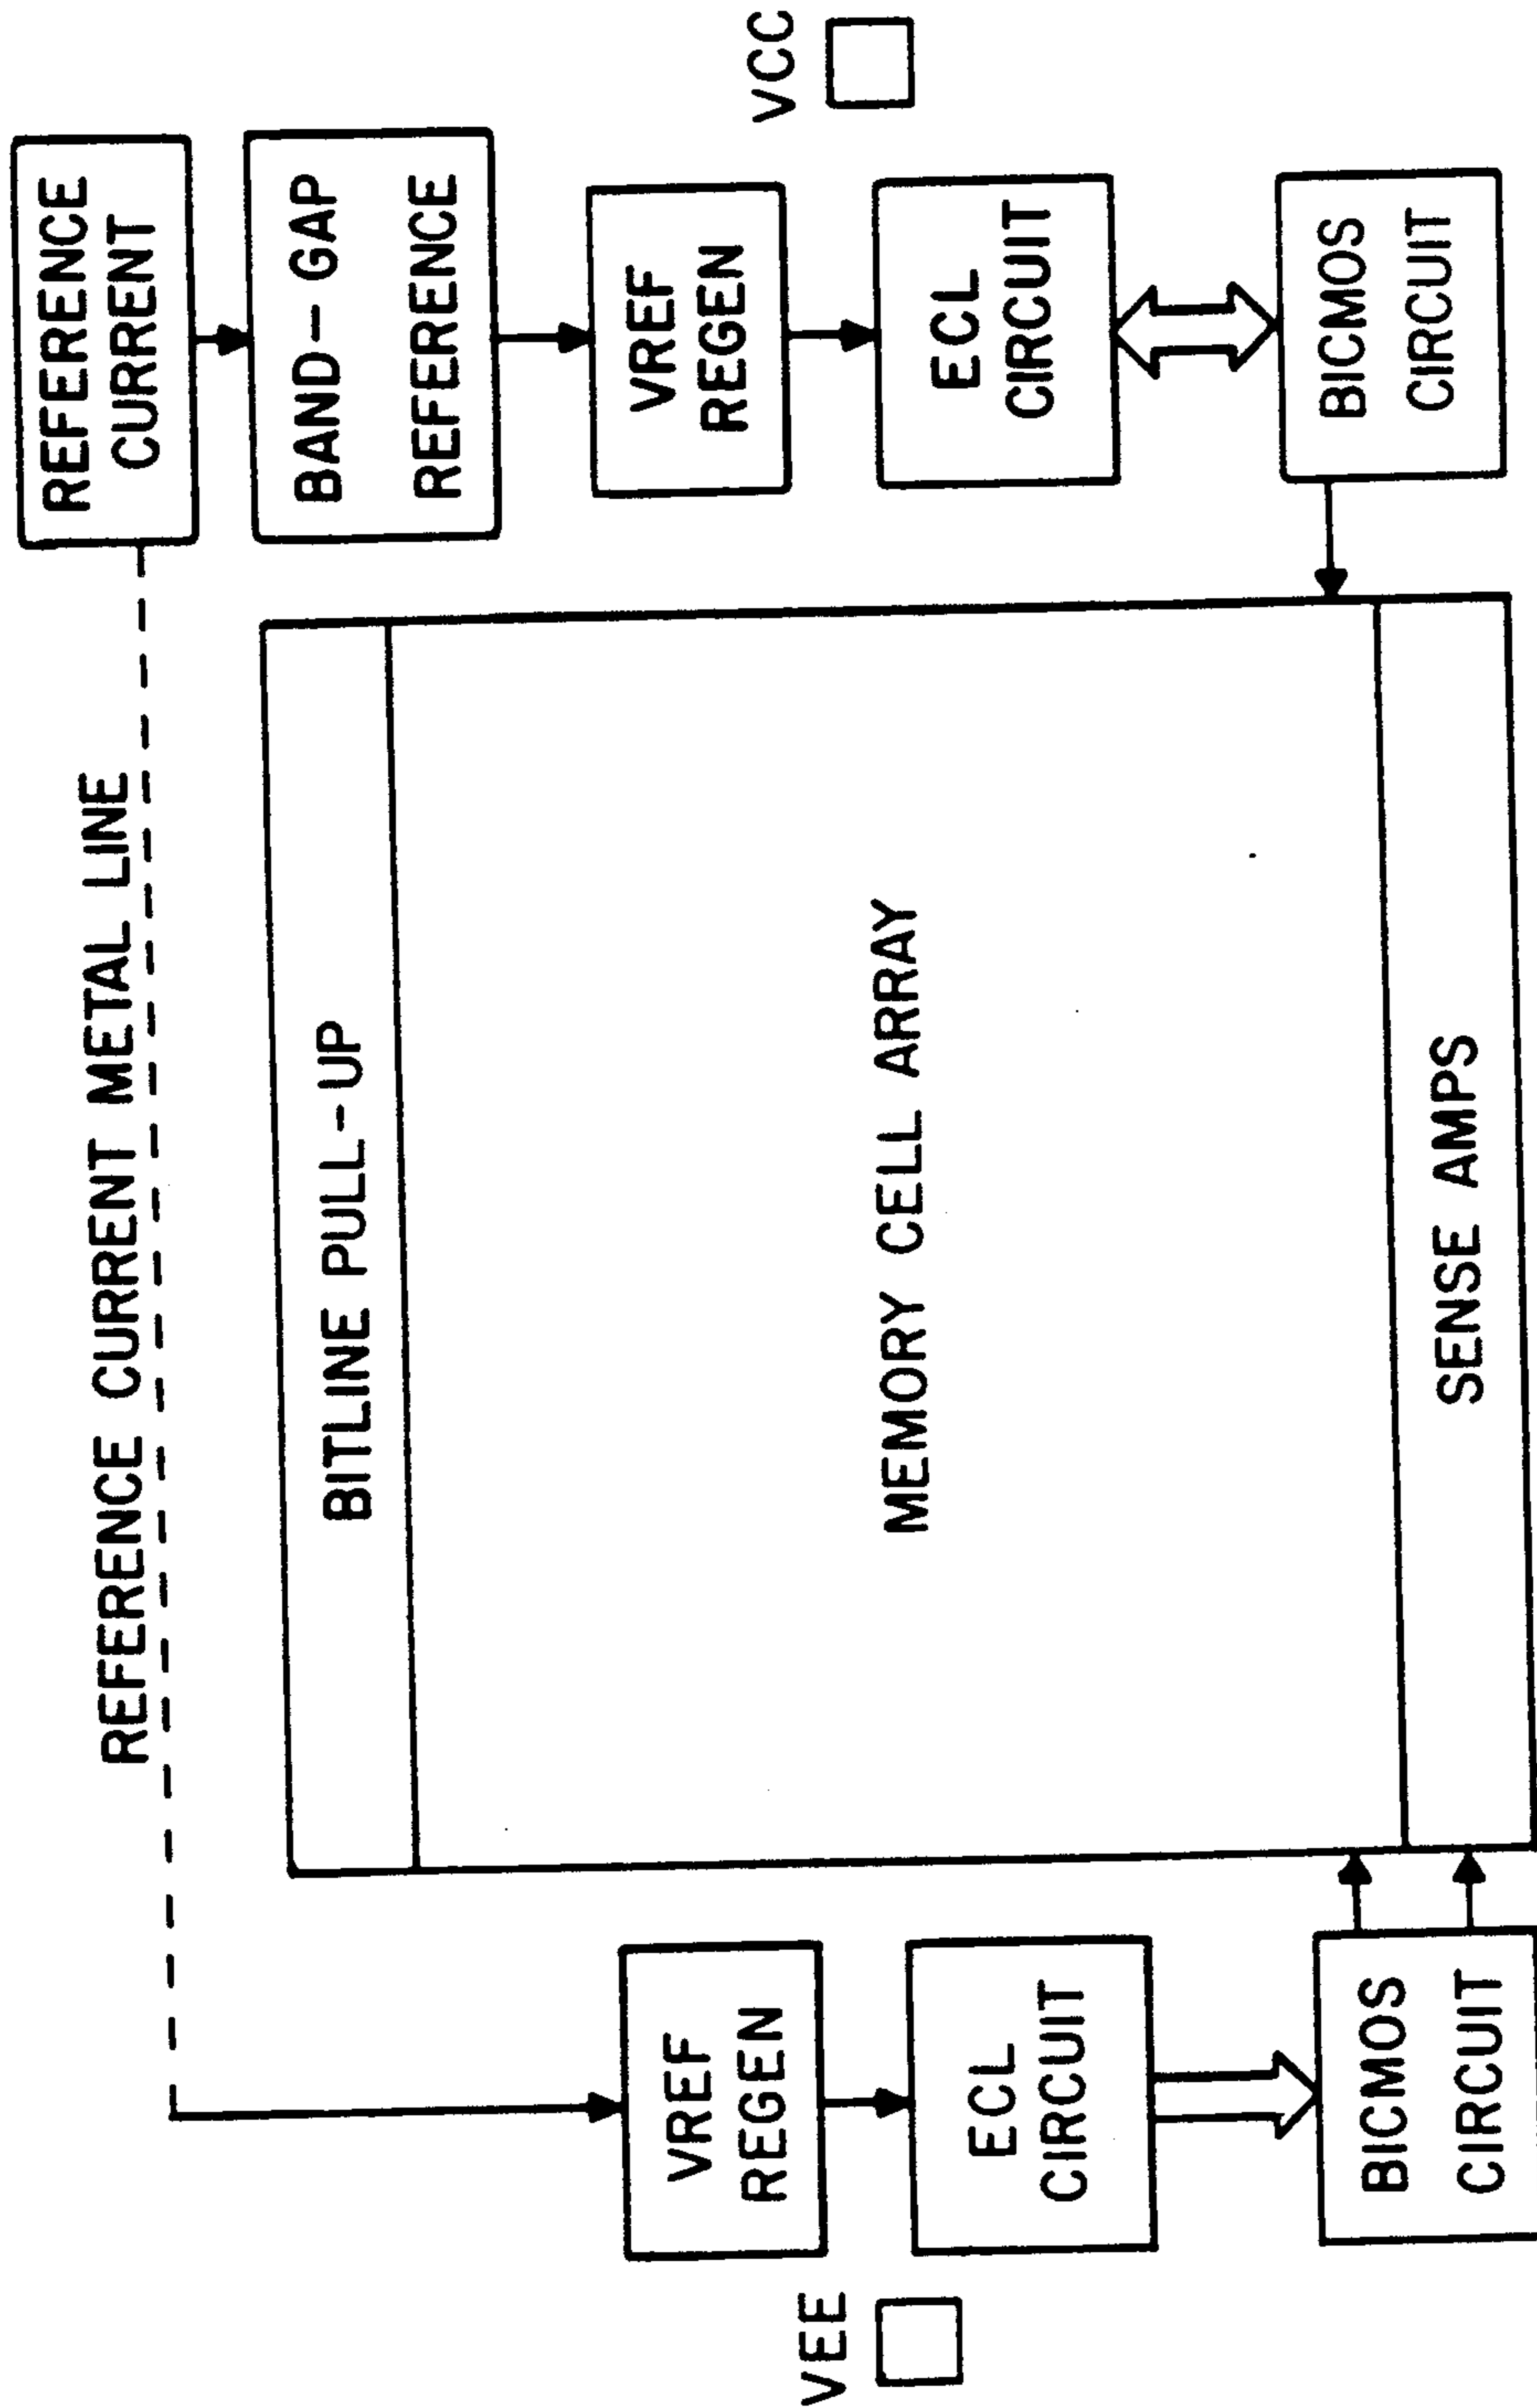 REFERENCE CURRENT METAL LINE
REFERENCE
CURRENT
BAND-GAP
REFERENCE
VREF
REGEN
ECL
CIRCUIT
BICMOS
CIRCUIT
VCC
BITLINE PULL-UP
MEMORY CELL ARRAY
SENSE AMPS
VREF
REGEN
ECL
CIRCUIT
BICMOS
CIRCUIT
VEE